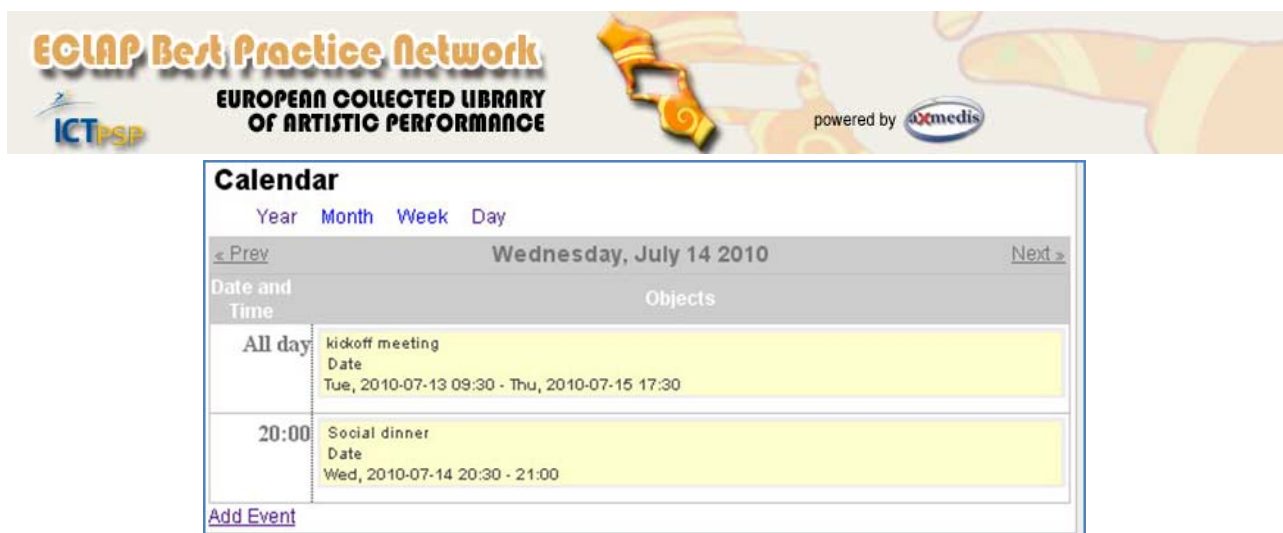 ECLAP Best Practice Network
EUROPEAN COLLECTED LIBRARY
OF ARTISTIC PERFORMANCE
ICTPSP
powered by axmedis
Calendar
Year Month Week Day
« Prev Wednesday, July 14 2010 Next »
Date and
Time
Objects
All day
kickoff meeting
Date
Tue, 2010-07-13 09:30 - Thu, 2010-07-15 17:30
20:00
Social dinner
Date
Wed, 2010-07-14 20:30 - 21:00
Add Event